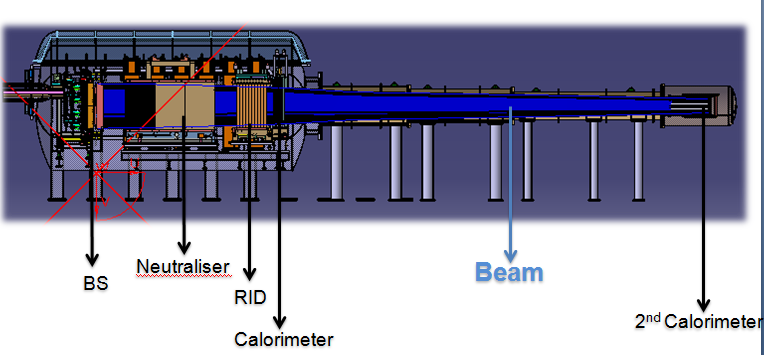 BS
Neutraliser
RID
Calorimeter
Beam
2nd Calorimeter